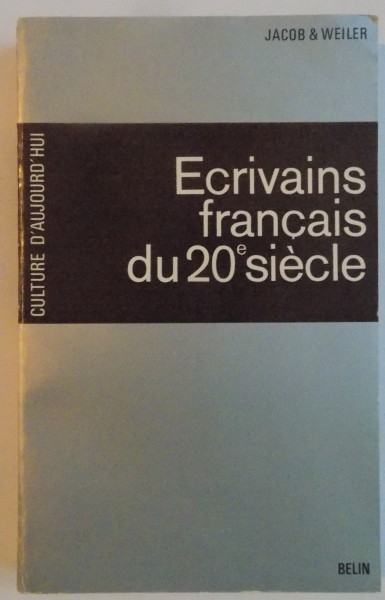 JACOB & WEILER
CULTURE D'AUJOURD'HUI
Ecrivains
français
du 20e siècle
BELIN